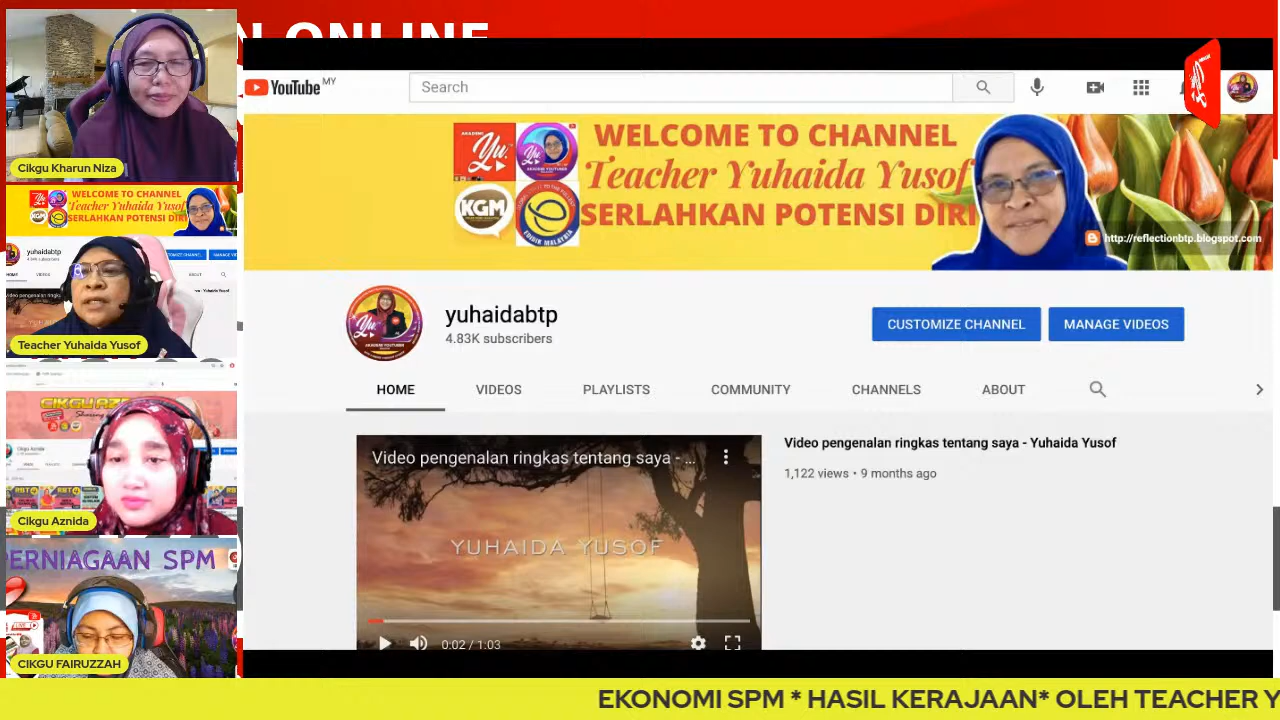 N ONLINE
YouTube MY
Search
AKADEMI
Yu.
KGM
EDIDIK MALAYSIA
WELCOME TO CHANNEL
Teacher Yuhaida Yusof
SERLAHKAN POTENSI DIRI
http://reflectionbtp.blogspot.com
yuhaidabtp
4.83K subscribers
CUSTOMIZE CHANNEL
MANAGE VIDEOS
HOME
VIDEOS
PLAYLISTS
COMMUNITY
CHANNELS
ABOUT
Video pengenalan ringkas tentang saya - ...
YUHAIDA YUSOF
0:02 / 1:03
Video pengenalan ringkas tentang saya - Yuhaida Yusof
1,122 views • 9 months ago
Cikgu Kharun Niza
WELCOME TO CHANNEL
Teacher Yuhaida Yusof
SERLAHKAN POTENSI DIRI
yuhaidabtp
Teacher Yuhaida Yusof
Cikgu Aznida
PERNIAGAAN SPM
CIKGU FAIRUZZAH
EKONOMI SPM * HASIL KERAJAAN* OLEH TEACHER Y